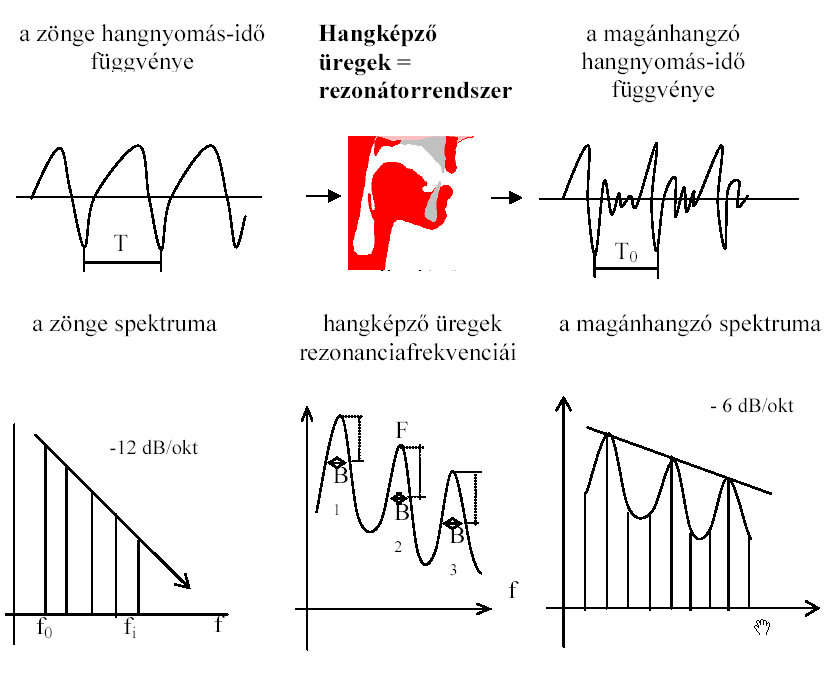 a zönge hangnyomás-idő
függvénye
Hangképző
üregek =
rezonátorrendszer
a magánhangzó
hangnyomás-idő
függvénye
T
T0
a zönge spektruma
hangképző üregek
rezonanciafrekvenciái
a magánhangzó spektruma
-12 dB/okt
f0
fi
f
F
B
1
B
2
B
3
f
- 6 dB/okt